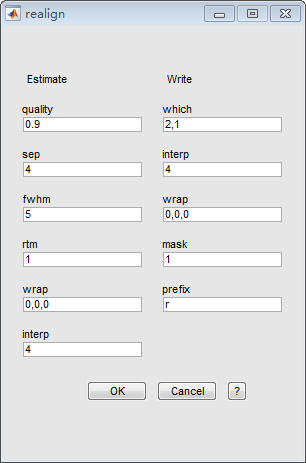 realign
Estimate
Write
quality
which
0.9
2,1
sep
interp
4
4
fwhm
wrap
5
0,0,0
rtm
mask
1
1
wrap
prefix
0,0,0
r
interp
4
OK
Cancel
?